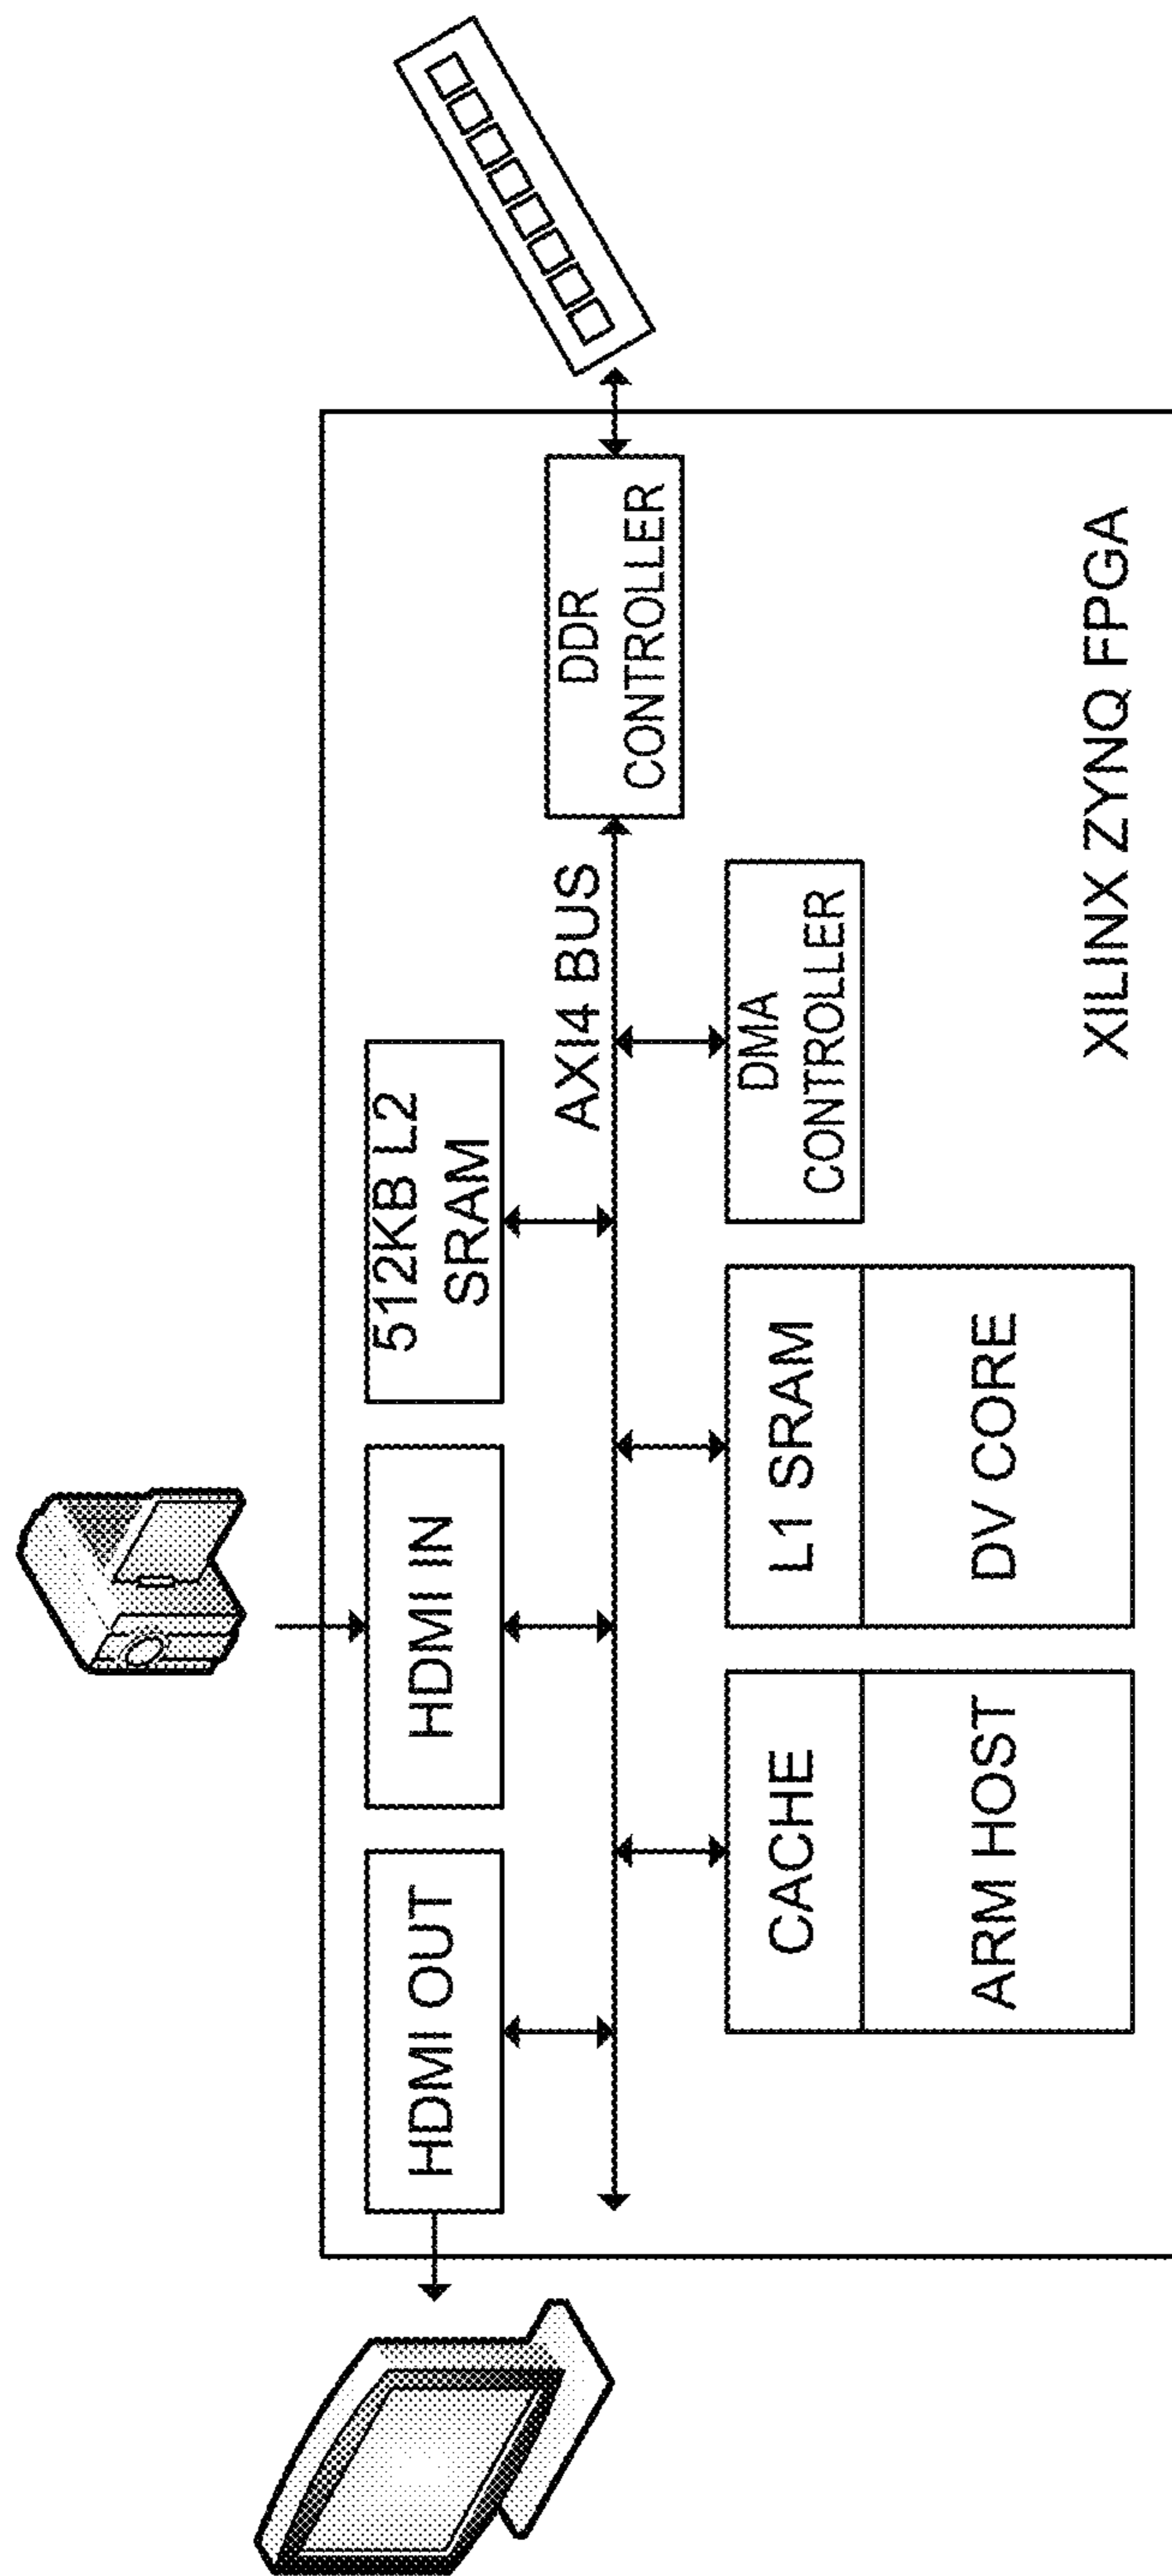 HDMI OUT
HDMI IN
512KB L2
SRAM
AXI4 BUS
DDR
CONTROLLER
CACHE
ARM HOST
L1 SRAM
DV CORE
DMA
CONTROLLER
XILINX ZYNQ FPGA